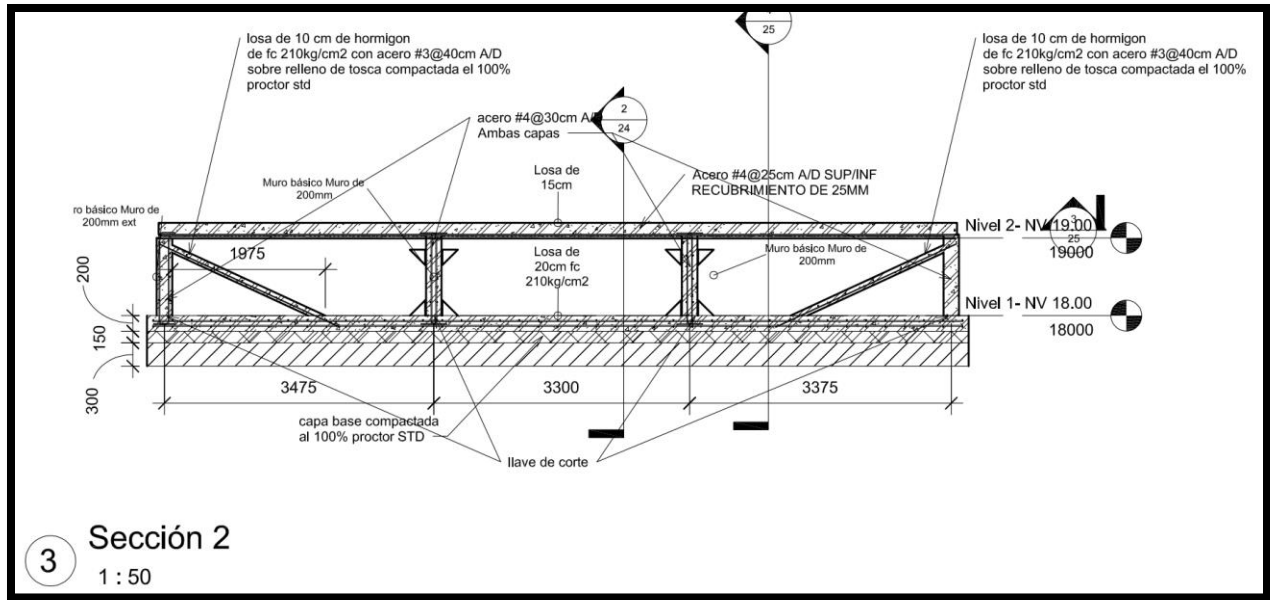 25
losa de 10 cm de hormigon
de fc 210kg/cm2 con acero #3@40cm A/D
sobre relleno de tosca compactada el 100%
proctor std
losa de 10 cm de hormigon
de fc 210kg/cm2 con acero #3@40cm A/D
sobre relleno de tosca compactada el 100%
proctor std
acero #4@30cm A/D
Ambas capas
2
24
Losa de
15cm
Acero #4@25cm A/D SUP/INF
RECUBRIMIENTO DE 25MM
Muro básico Muro de
200mm
ro básico Muro de
200mm ext
Nivel 2- NV 19.00
19000
3
25
1975
Losa de
20cm fc
210kg/cm2
Muro básico Muro de
200mm
200
150
300
Nivel 1- NV 18.00
18000
3475
3300
3375
capa base compactada
al 100% proctor STD
llave de corte
3
Sección 2
1 : 50